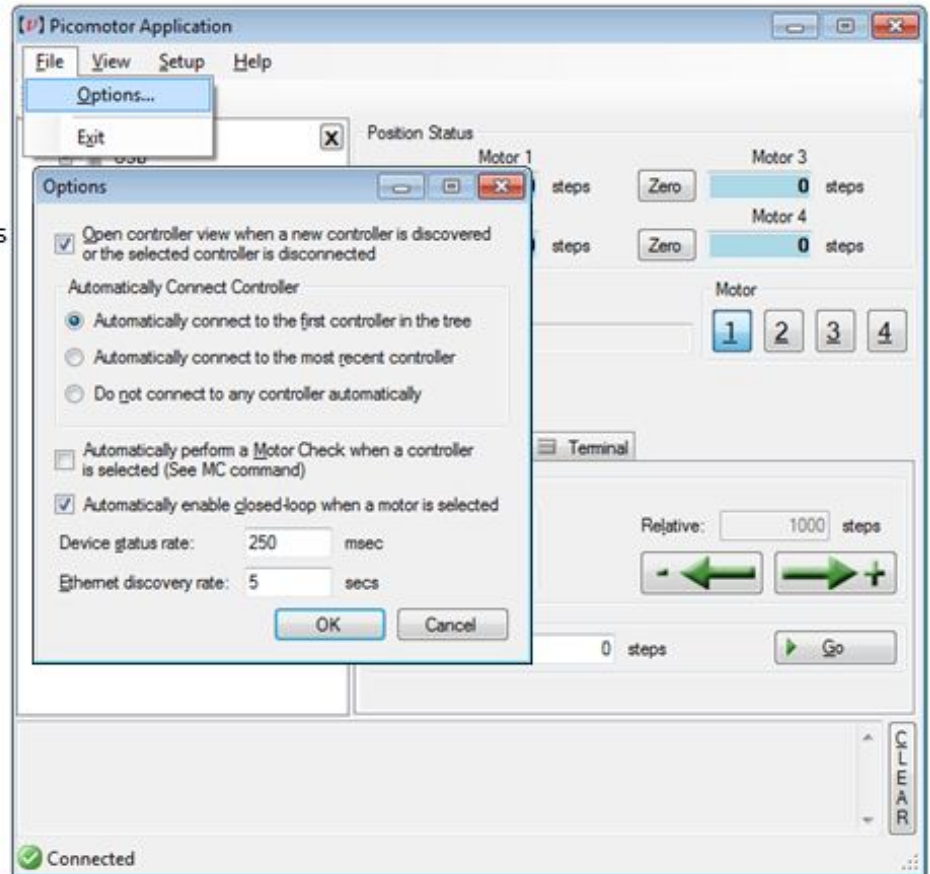 [ν] Picomotor Application
File View Setup Help
Options...
Exit
USB
X
Position Status
Motor 1
steps
Zero
Motor 3
0 steps
steps
Zero
Motor 4
0 steps
5
Options
Open controller view when a new controller is discovered
or the selected controller is disconnected
Automatically Connect Controller
Automatically connect to the first controller in the tree
Automatically connect to the most recent controller
Do not connect to any controller automatically
Automatically perform a Motor Check when a controller
is selected (See MC command)
Automatically enable closed-loop when a motor is selected
Device status rate: 250 msec
Ethernet discovery rate: 5 secs
OK Cancel
Motor
1 2 3 4
Terminal
Relative: 1000 steps
- +
0 steps
Go
CLEAR
Connected